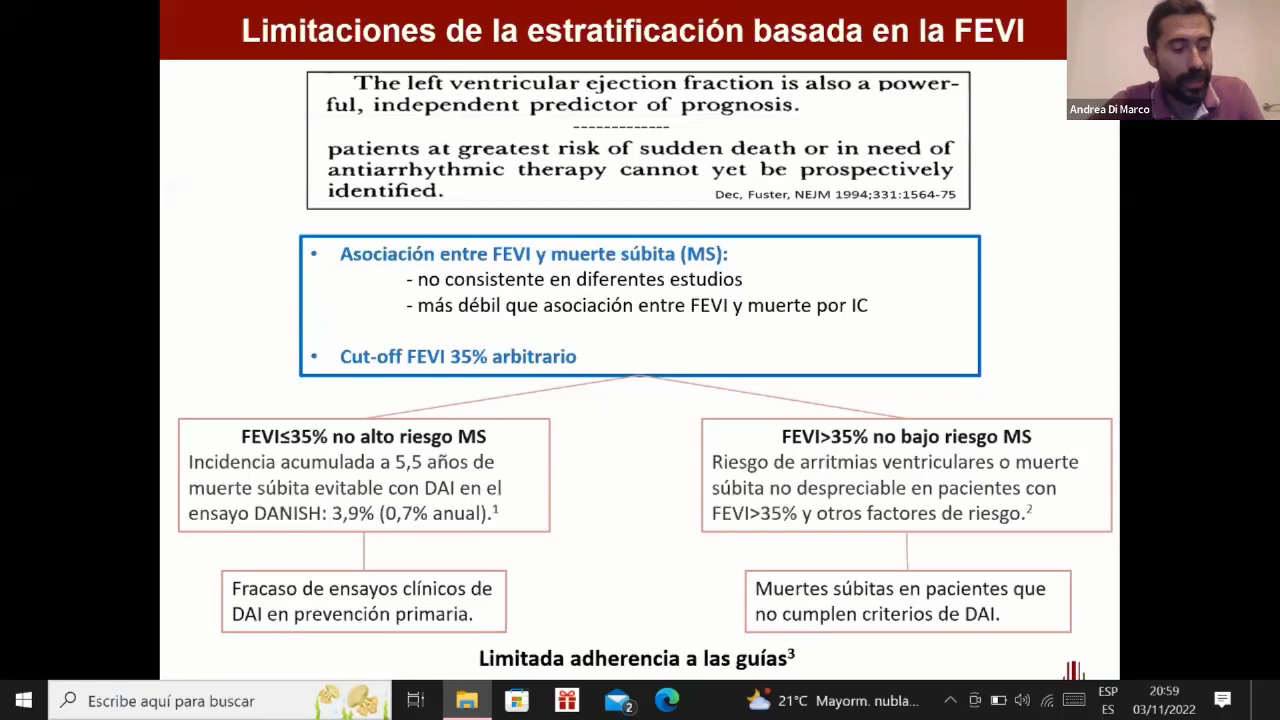 Limitaciones de la estratificación basada en la FEVI
Andrea Di Marco
The left ventricular ejection fraction is also a power-
ful, independent predictor of prognosis.
-------------
patients at greatest risk of sudden death or in need of
antiarrhythmic therapy cannot yet be prospectively
identified.
Dec, Fuster, NEJM 1994;331:1564-75
• Asociación entre FEVI y muerte súbita (MS):
- no consistente en diferentes estudios
- más débil que asociación entre FEVI y muerte por IC
• Cut-off FEVI 35% arbitrario
FEVI≤35% no alto riesgo MS
Incidencia acumulada a 5,5 años de
muerte súbita evitable con DAI en el
ensayo DANISH: 3,9% (0,7% anual).¹
FEVI>35% no bajo riesgo MS
Riesgo de arritmias ventriculares o muerte
súbita no despreciable en pacientes con
FEVI>35% y otros factores de riesgo.²
Fracaso de ensayos clínicos de
DAI en prevención primaria.
Muertes súbitas en pacientes que
no cumplen criterios de DAI.
Limitada adherencia a las guías³
Escribe aquí para buscar
2
21°C Mayorm. nubla...
ESP
ES
20:59
03/11/2022